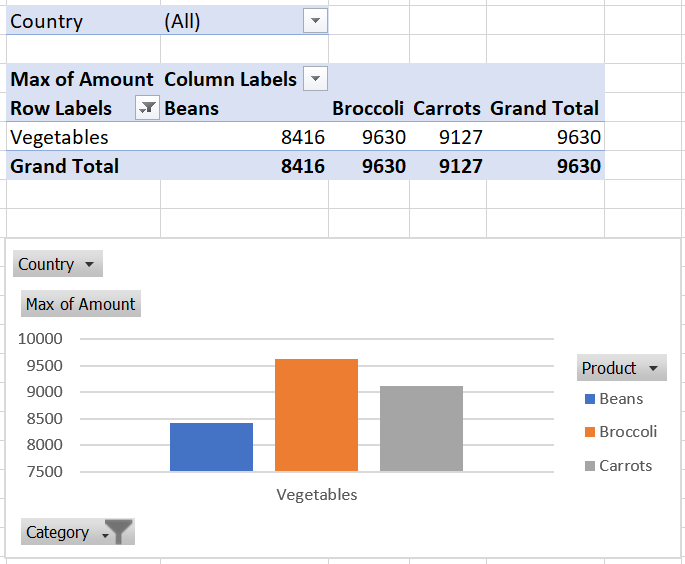 Country (All)
Max of Amount Column Labels
Row Labels Beans Broccoli Carrots Grand Total
Vegetables 8416 9630 9127 9630
Grand Total 8416 9630 9127 9630
Country
Max of Amount
10000
9500
9000
8500
8000
7500
Vegetables
Product
Beans
Broccoli
Carrots
Category